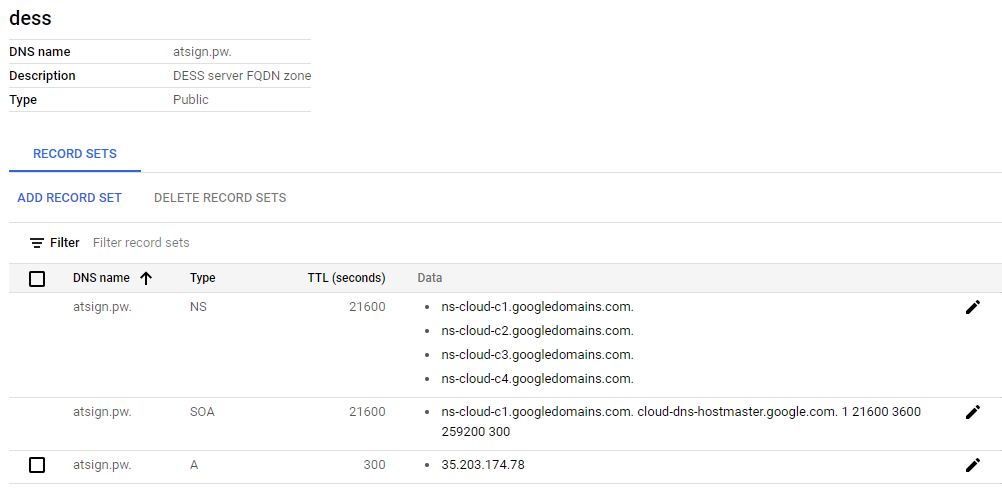 dess
DNS name atsign.pw.
Description DESS server FQDN zone
Type Public
RECORD SETS
ADD RECORD SET DELETE RECORD SETS
Filter Filter record sets
DNS name Type TTL (seconds) Data
atsign.pw. NS 21600 ns-cloud-c1.googledomains.com.
ns-cloud-c2.googledomains.com.
ns-cloud-c3.googledomains.com.
ns-cloud-c4.googledomains.com.
atsign.pw. SOA 21600 ns-cloud-c1.googledomains.com. cloud-dns-hostmaster.google.com. 1 21600 3600
259200 300
atsign.pw. A 300 35.203.174.78